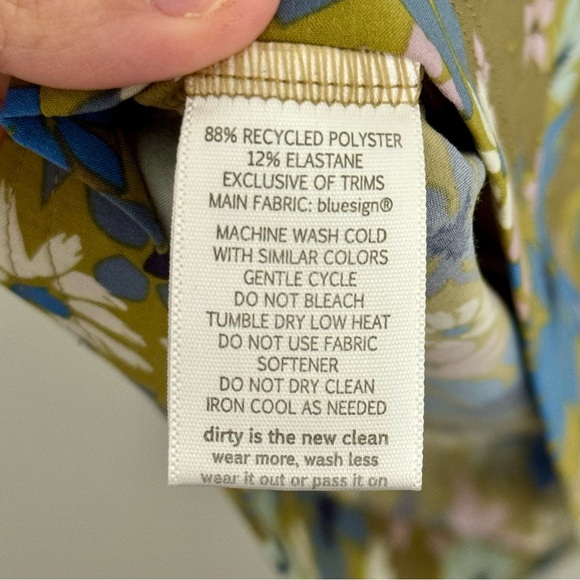 88% RECYCLED POLYSTER
12% ELASTANE
EXCLUSIVE OF TRIMS
MAIN FABRIC: bluesign®
MACHINE WASH COLD
WITH SIMILAR COLORS
GENTLE CYCLE
DO NOT BLEACH
TUMBLE DRY LOW HEAT
DO NOT USE FABRIC
SOFTENER
DO NOT DRY CLEAN
IRON COOL AS NEEDED
dirty is the new clean
wear more, wash less
wear it out or pass it on